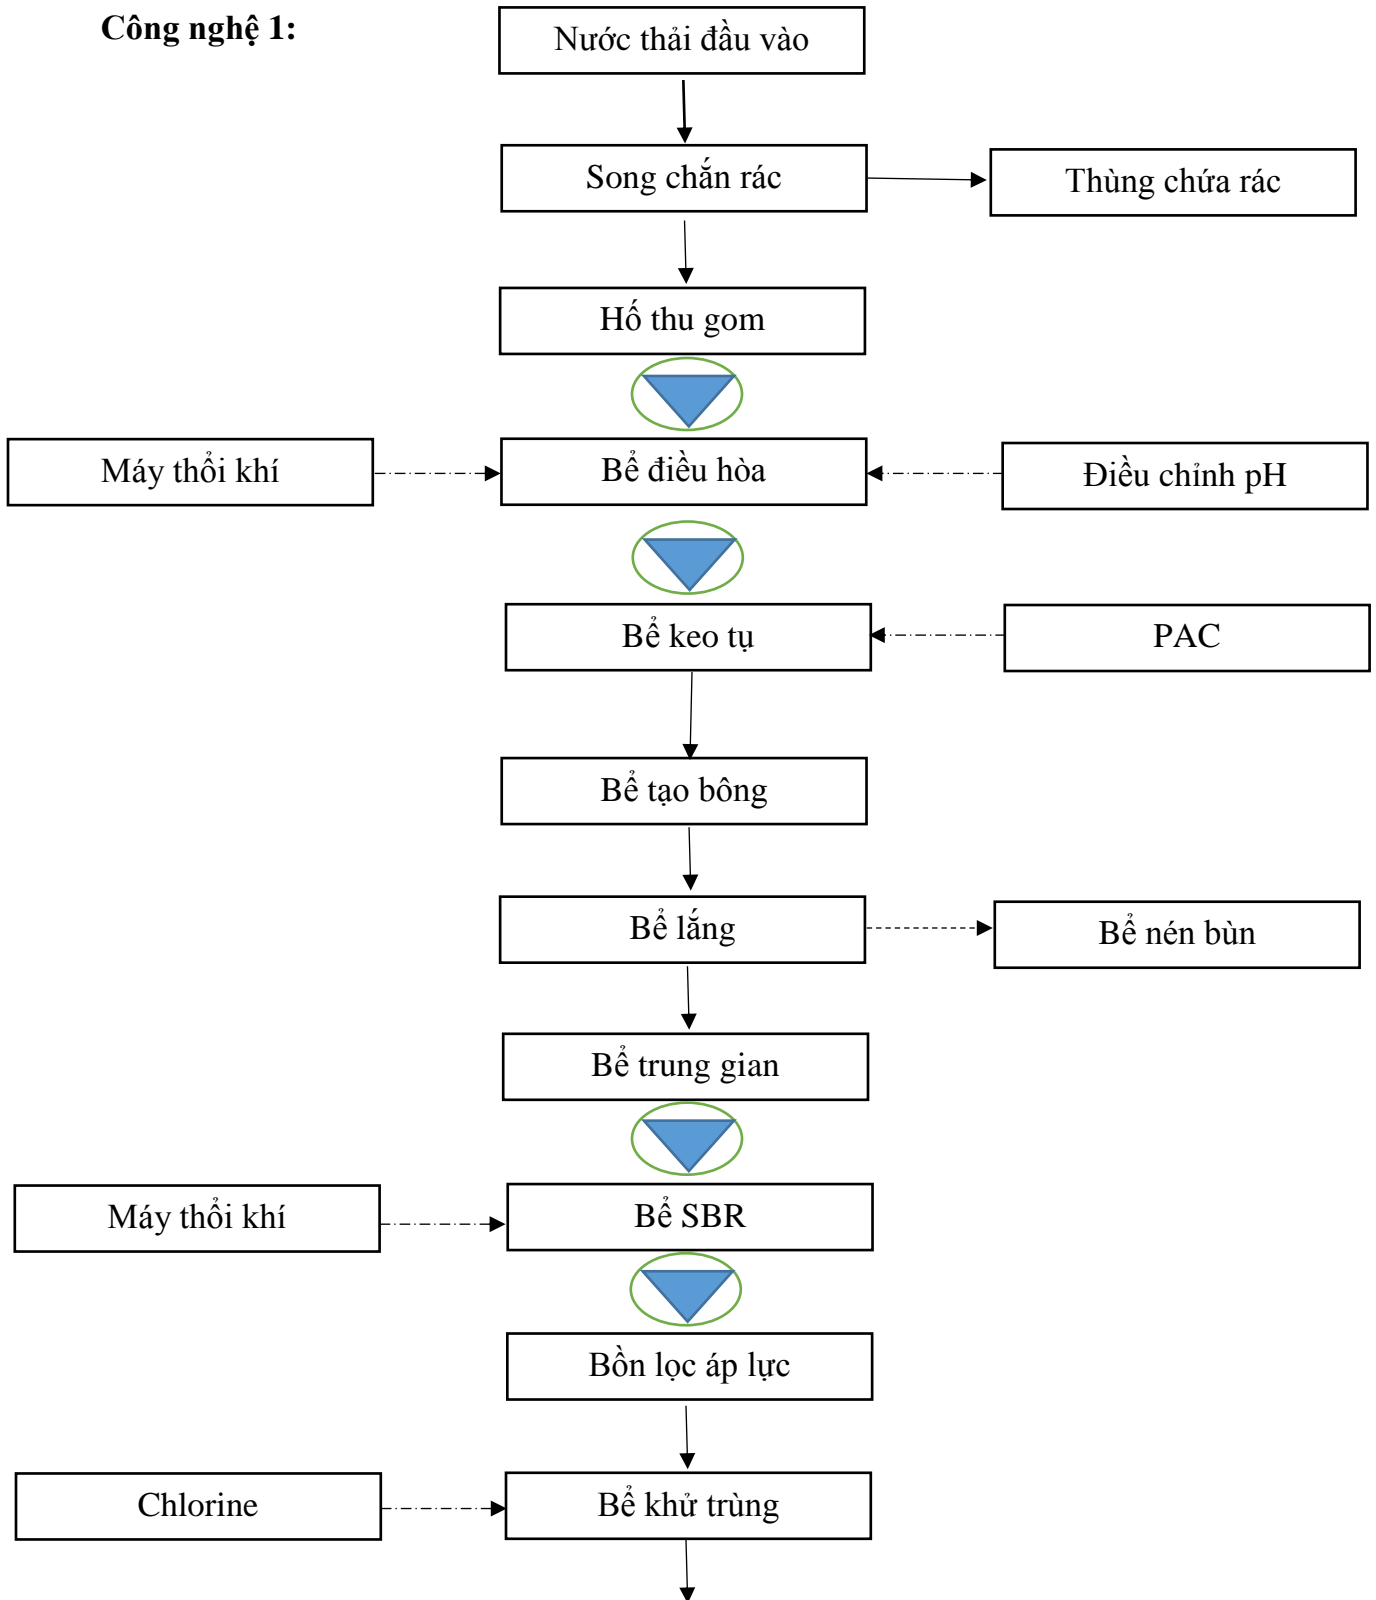 Công nghệ 1:
Nước thải đầu vào
Song chắn rác
Thùng chứa rác
Hố thu gom
Máy thổi khí
Bể điều hòa
Điều chỉnh pH
Bể keo tụ
PAC
Bể tạo bông
Bể lắng
Bể nén bùn
Bể trung gian
Máy thổi khí
Bể SBR
Bồn lọc áp lực
Chlorine
Bể khử trùng